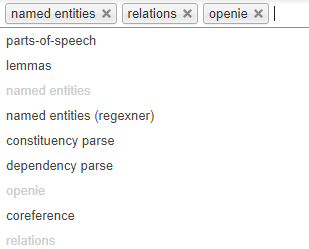 named entities × relations × openie ×
parts-of-speech
lemmas
named entities
named entities (regexner)
constituency parse
dependency parse
openie
coreference
relations